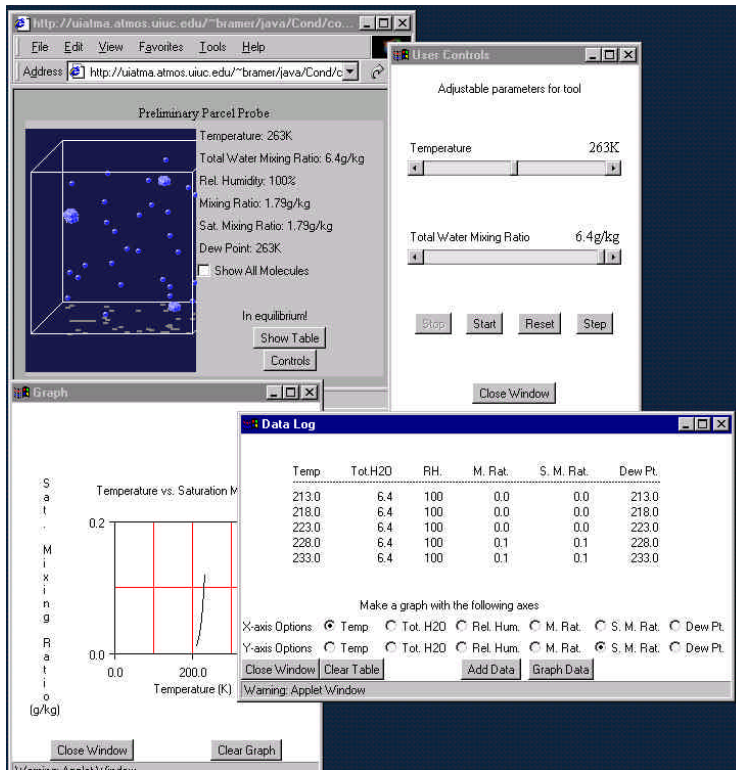 http://uiatma.atmos.uiuc.edu/~bramer/java/Cond/co...
File Edit View Favorites Tools Help
Address http://uiatma.atmos.uiuc.edu/~bramer/java/Cond/c
Preliminary Parcel Probe
Temperature: 263K
Total Water Mixing Ratio: 6.4g/kg
Rel. Humidity: 100%
Mixing Ratio: 1.79g/kg
Sat. Mixing Ratio: 1.79g/kg
Dew Point: 263K
Show All Molecules
In equilibrium!
Show Table
Controls
User Controls
Adjustable parameters for tool
Temperature 263K
Total Water Mixing Ratio 6.4g/kg
Stop Start Reset Step
Close Window
Graph
Temperature vs. Saturation M
Sat. Mixing Ratio
(g/kg)
0.2
0.0
0.0 200.0
Temperature (K)
Close Window Clear Graph
Warning: Applet Window
Data Log
Temp Tot.H2O RH. M. Rat. S. M. Rat. Dew Pt.
213.0 6.4 100 0.0 0.0 213.0
218.0 6.4 100 0.0 0.0 218.0
223.0 6.4 100 0.0 0.0 223.0
228.0 6.4 100 0.1 0.1 228.0
233.0 6.4 100 0.1 0.1 233.0
Make a graph with the following axes
X-axis Options Temp Tot. H2O Rel. Hum. M. Rat. S. M. Rat. Dew Pt.
Y-axis Options Temp Tot. H2O Rel. Hum. M. Rat. S. M. Rat. Dew Pt.
Close Window Clear Table Add Data Graph Data
Warning: Applet Window